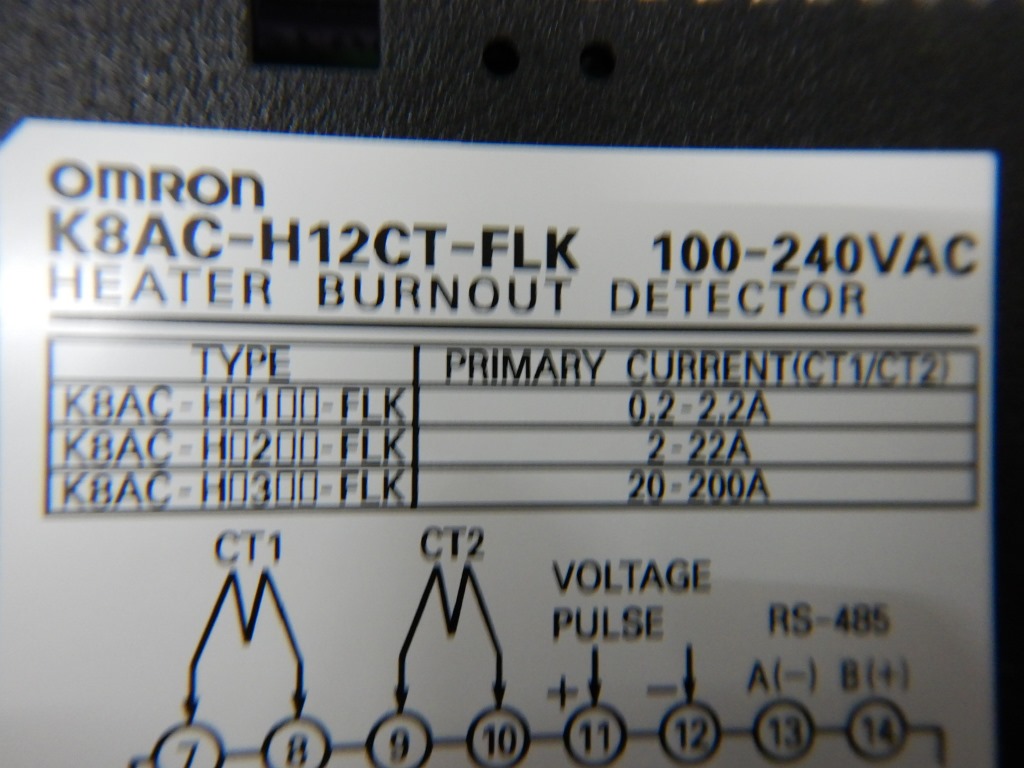 OMRON
K8AC-H12CT-FLK 100-240VAC
HEATER BURNOUT DETECTOR
TYPE PRIMARY CURRENT(CT1/CT2)
K8AC-H□1□□-FLK 0.2-2.2A
K8AC-H□2□□-FLK 2-22A
K8AC-H□3□□-FLK 20-200A
CT1 CT2
VOLTAGE
PULSE RS-485
+ - A(-) B(+)
7 8 9 10 11 12 13 14